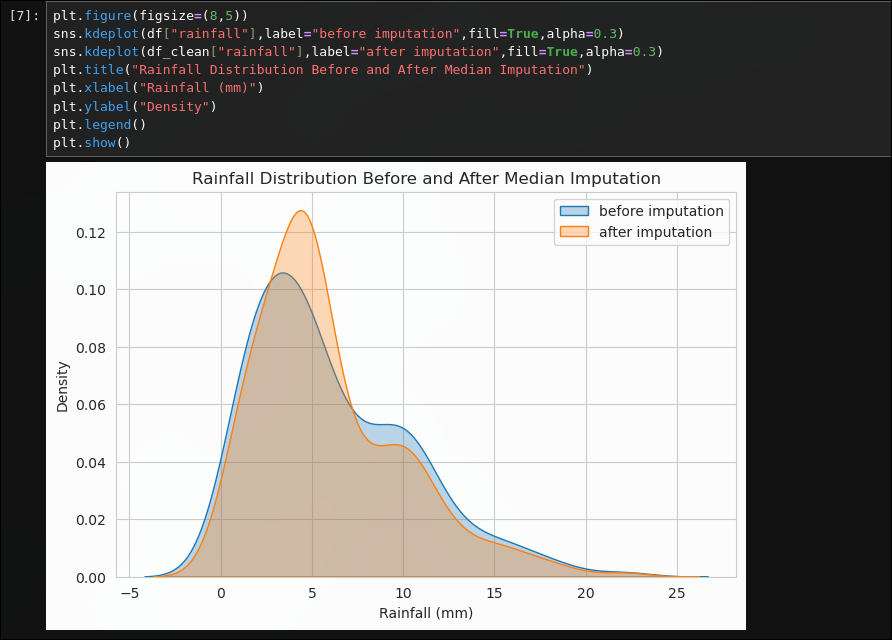 [7]: plt.figure(figsize=(8,5))
sns.kdeplot(df["rainfall"],label="before imputation",fill=True,alpha=0.3)
sns.kdeplot(df_clean["rainfall"],label="after imputation",fill=True,alpha=0.3)
plt.title("Rainfall Distribution Before and After Median Imputation")
plt.xlabel("Rainfall (mm)")
plt.ylabel("Density")
plt.legend()
plt.show()
Rainfall Distribution Before and After Median Imputation
before imputation
after imputation
0.12
0.10
0.08
0.06
0.04
0.02
0.00
Density
−5 0 5 10 15 20 25
Rainfall (mm)